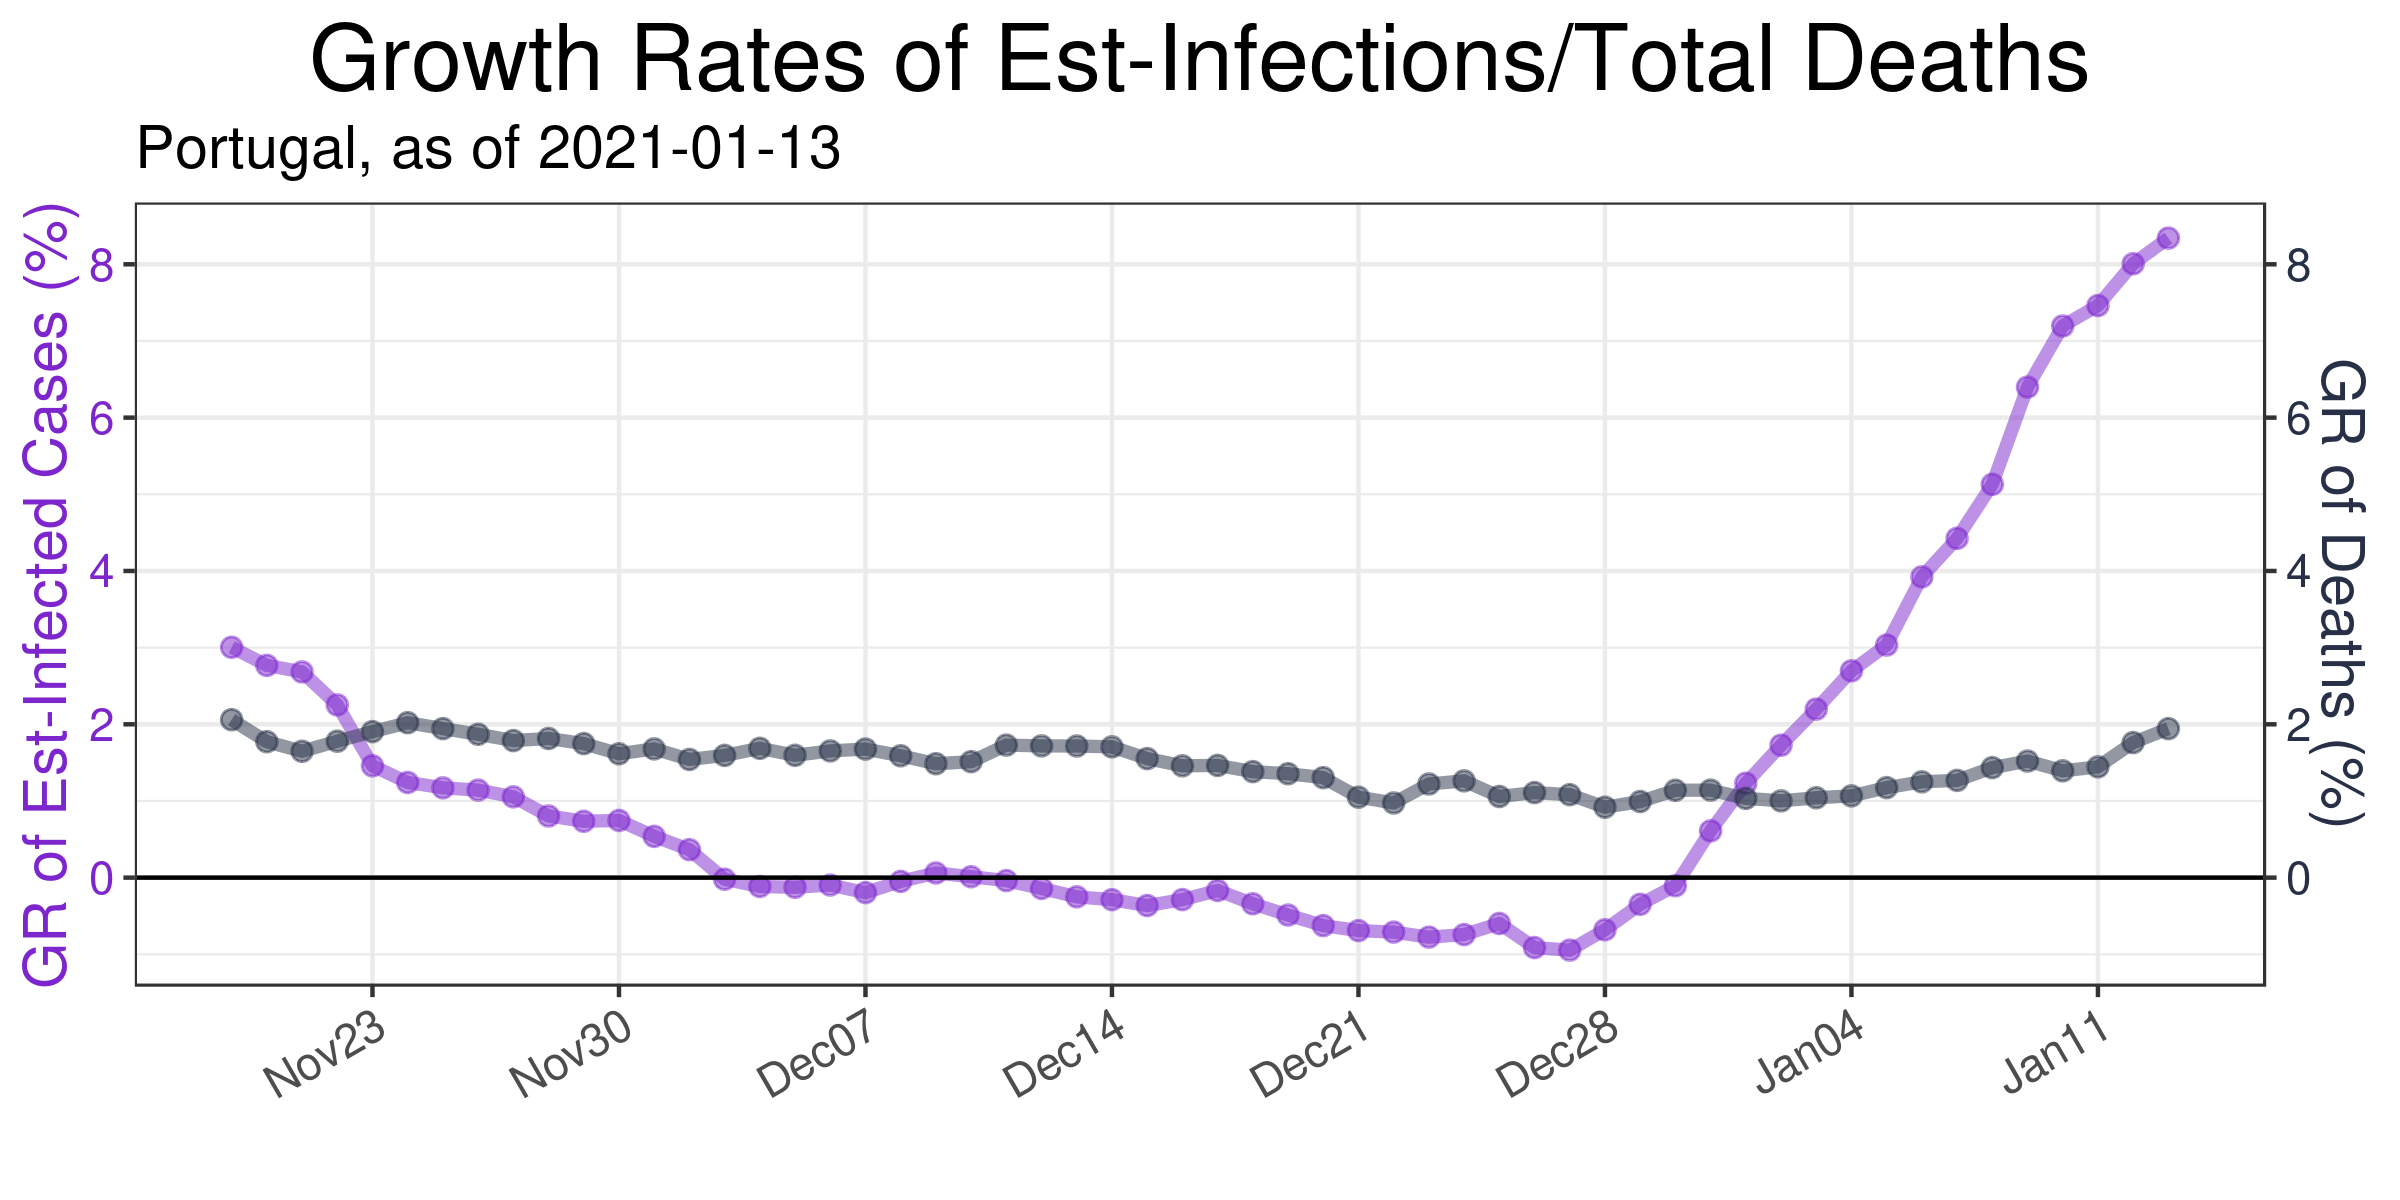 Growth Rates of Est-Infections/Total Deaths
Portugal, as of 2021-01-13
GR of Est-Infected Cases (%)
8
6
4
2
0
8
6
4
2
0
GR of Deaths (%)
Nov23
Nov30
Dec07
Dec14
Dec21
Dec28
Jan04
Jan11